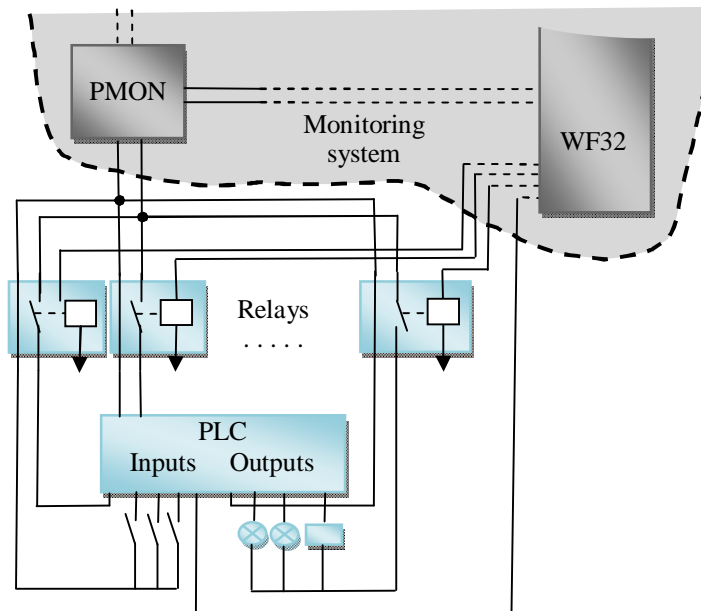 PMON
WF32
Monitoring
system
Relays
. . . . .
PLC
Inputs Outputs